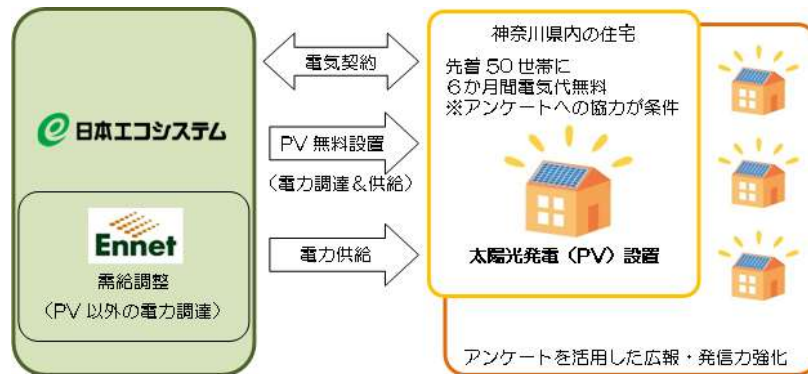 日本エコシステム
Ennet
需給調整
（PV 以外の電力調達）
電気契約
PV 無料設置
（電力調達＆供給）
電力供給
神奈川県内の住宅
先着 50 世帯に
６か月間電気代無料
※アンケートへの協力が条件
太陽光発電（PV）設置
アンケートを活用した広報・発信力強化